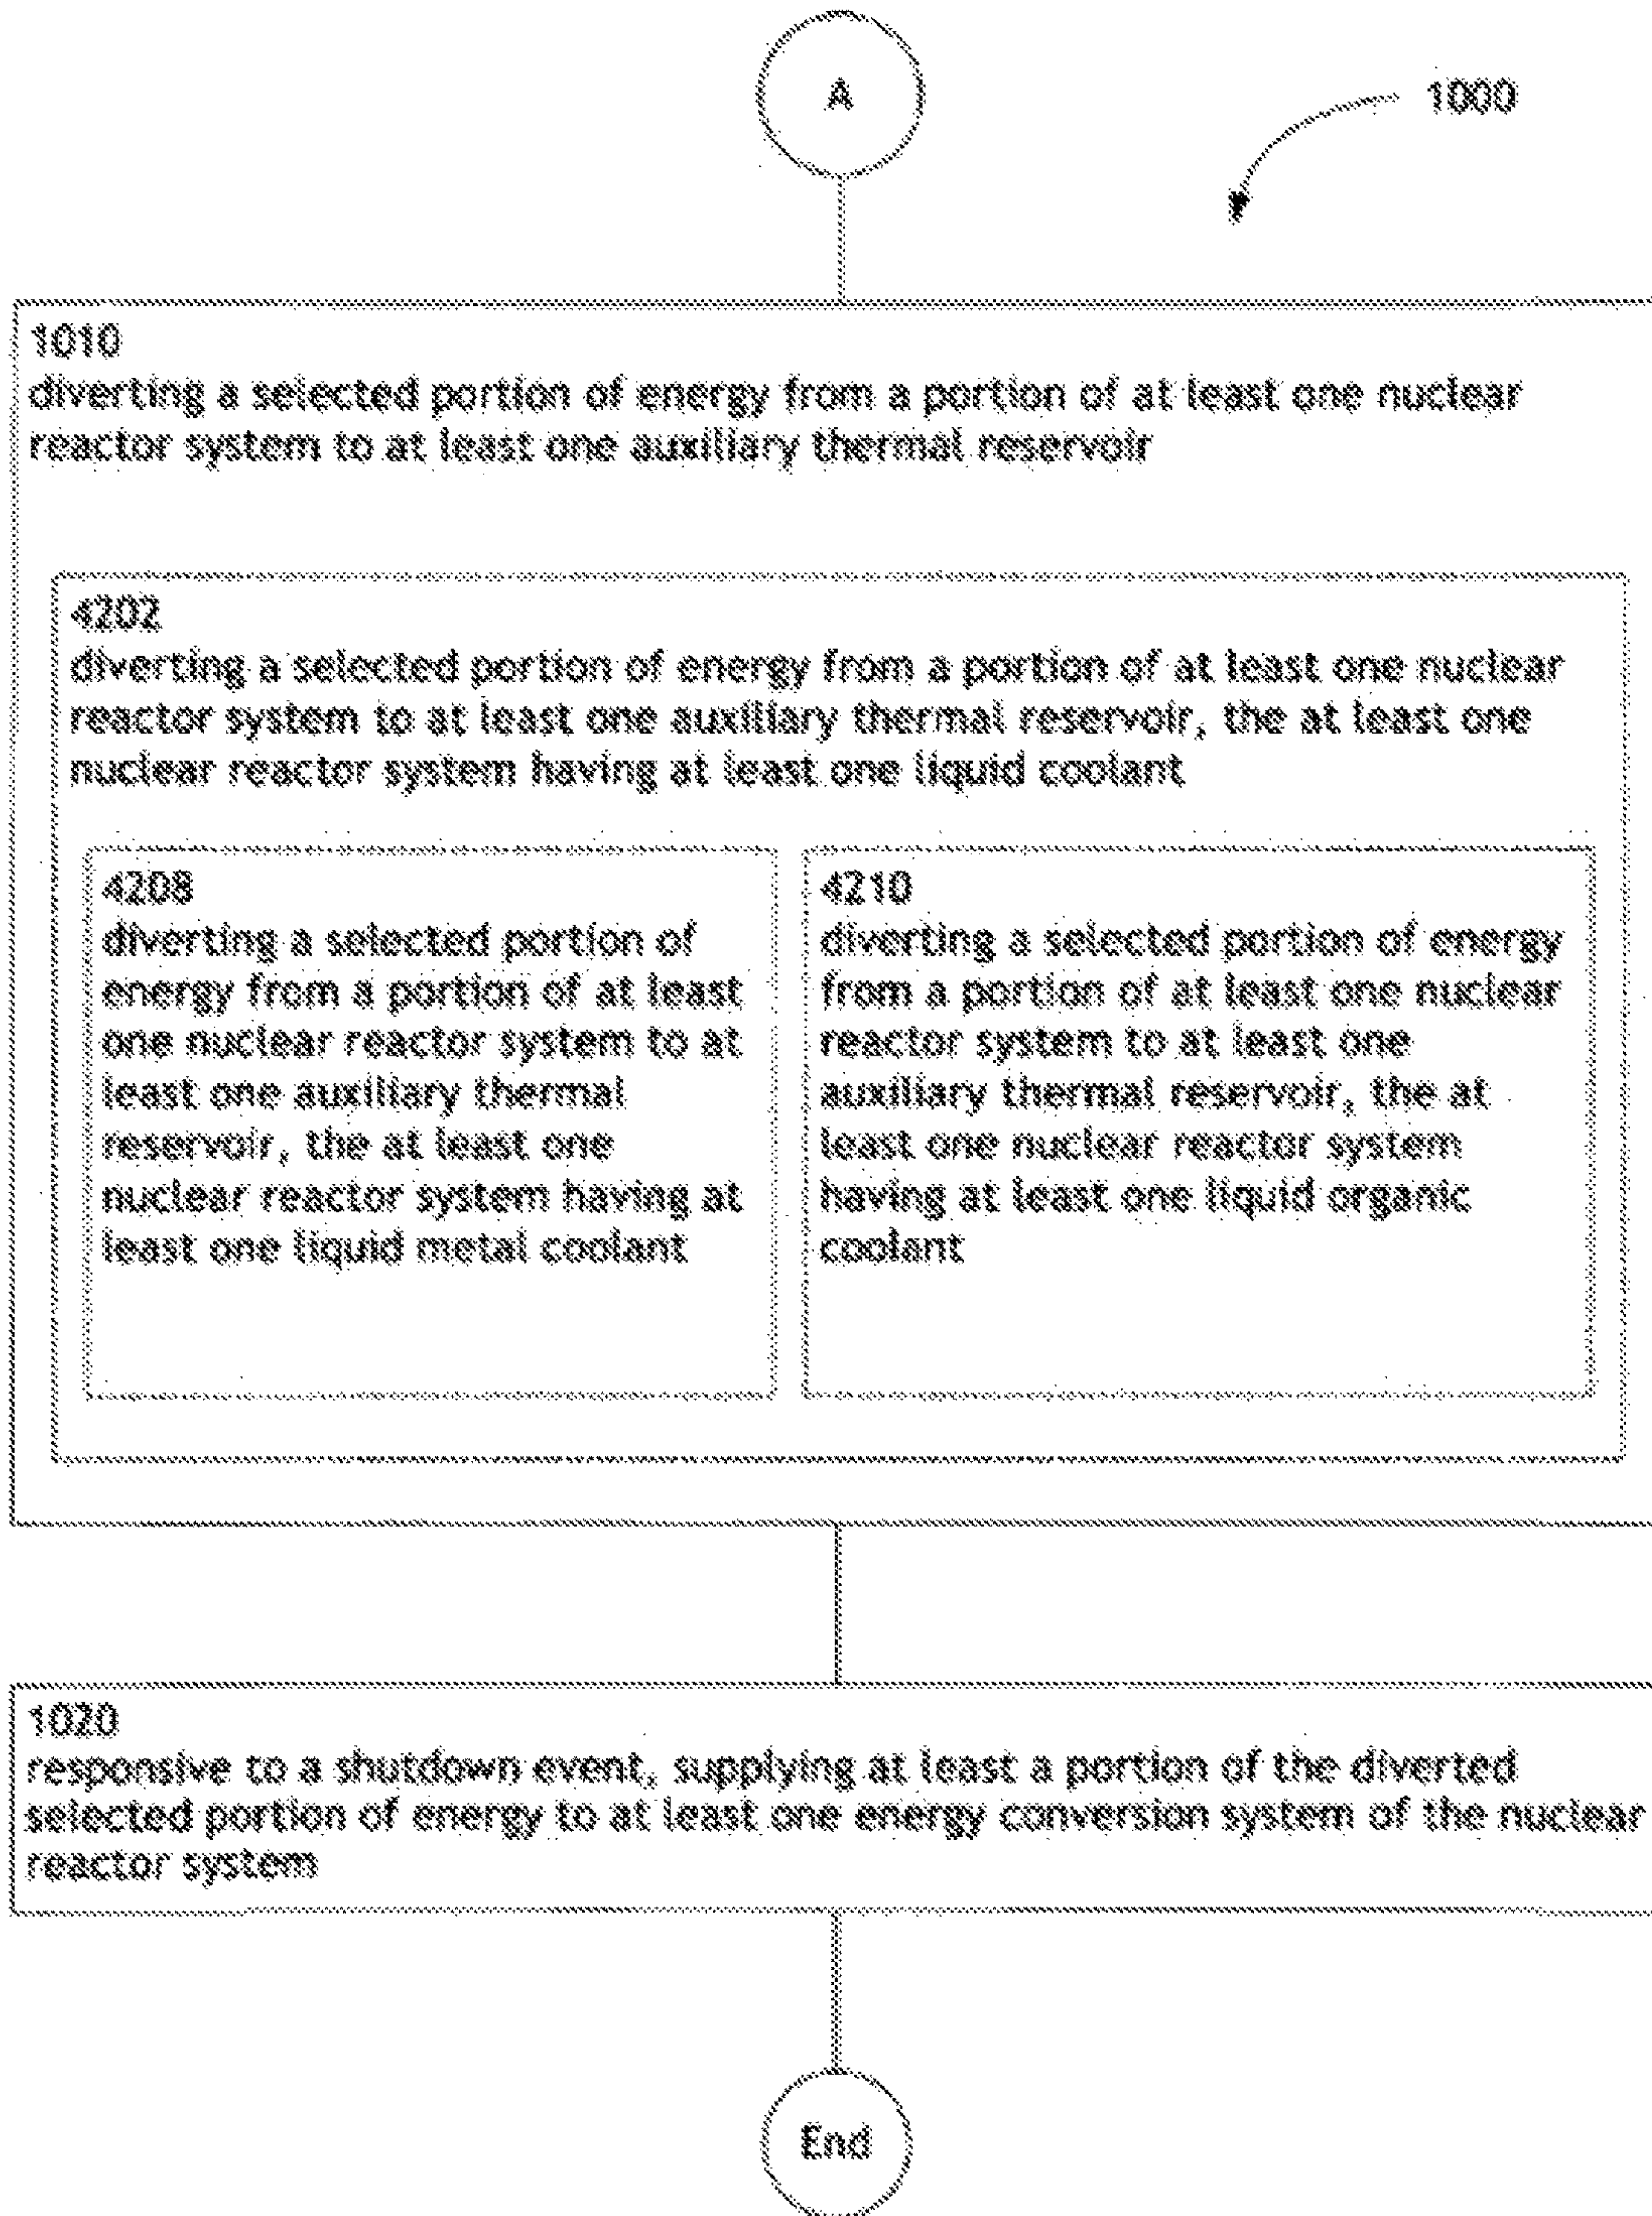 A
1000
1010
diverting a selected portion of energy from a portion of at least one nuclear
reactor system to at least one auxiliary thermal reservoir
4202
diverting a selected portion of energy from a portion of at least one nuclear
reactor system to at least one auxiliary thermal reservoir, the at least one
nuclear reactor system having at least one liquid coolant
4208
diverting a selected portion of
energy from a portion of at least
one nuclear reactor system to at
least one auxiliary thermal
reservoir, the at least one
nuclear reactor system having at
least one liquid metal coolant
4210
diverting a selected portion of energy
from a portion of at least one nuclear
reactor system to at least one
auxiliary thermal reservoir, the at
least one nuclear reactor system
having at least one liquid organic
coolant
1020
responsive to a shutdown event, supplying at least a portion of the diverted
selected portion of energy to at least one energy conversion system of the nuclear
reactor system
End